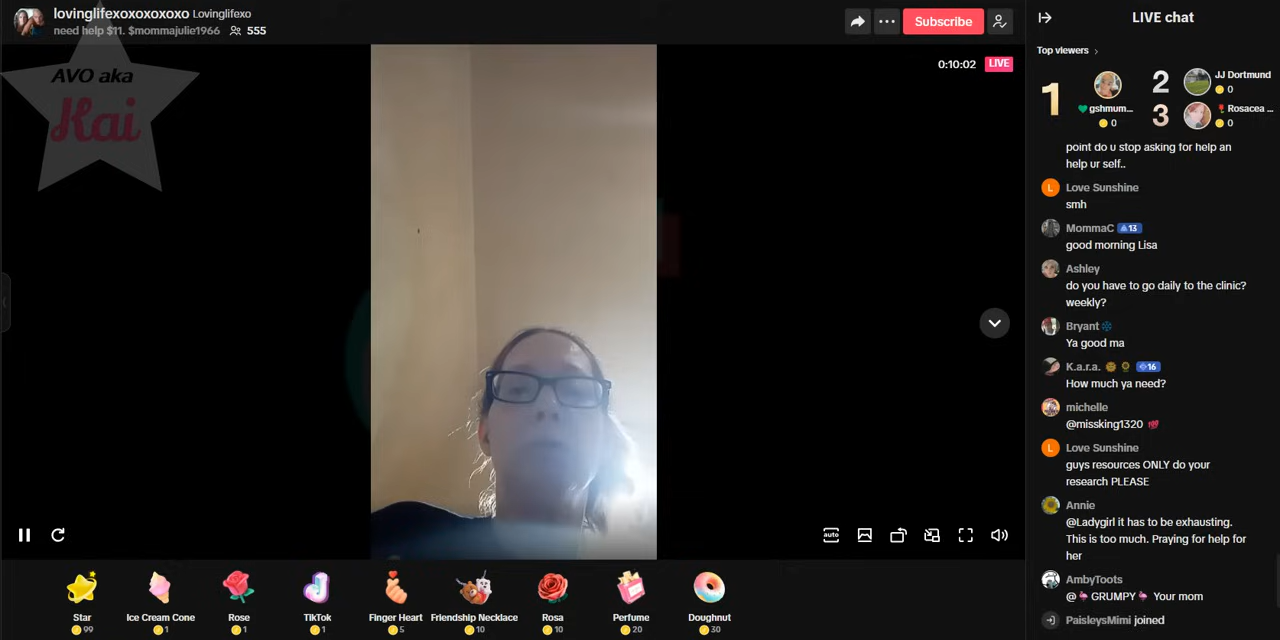 lovinglifexoxoxoxoxo Lovinglifexo
need help $11. $mommajulie1966 555
Subscribe
AVO aka
Kai
0:10:02 LIVE
LIVE chat
Top viewers
1
gshmum...
0
2
JJ Dortmund
0
3
Rosacea ...
0
point do u stop asking for help an
help ur self..
L
Love Sunshine
smh
MommaC 13
good morning Lisa
Ashley
do you have to go daily to the clinic?
weekly?
Bryant
Ya good ma
K.a.r.a. 16
How much ya need?
michelle
@missking1320 💯
L
Love Sunshine
guys resources ONLY do your
research PLEASE
Annie
@Ladygirl it has to be exhausting.
This is too much. Praying for help for
her
AmbyToots
@🦩GRUMPY🦩 Your mom
PaisleysMimi joined
auto
Star
99
Ice Cream Cone
1
Rose
1
TikTok
1
Finger Heart
5
Friendship Necklace
10
Rosa
10
Perfume
20
Doughnut
30